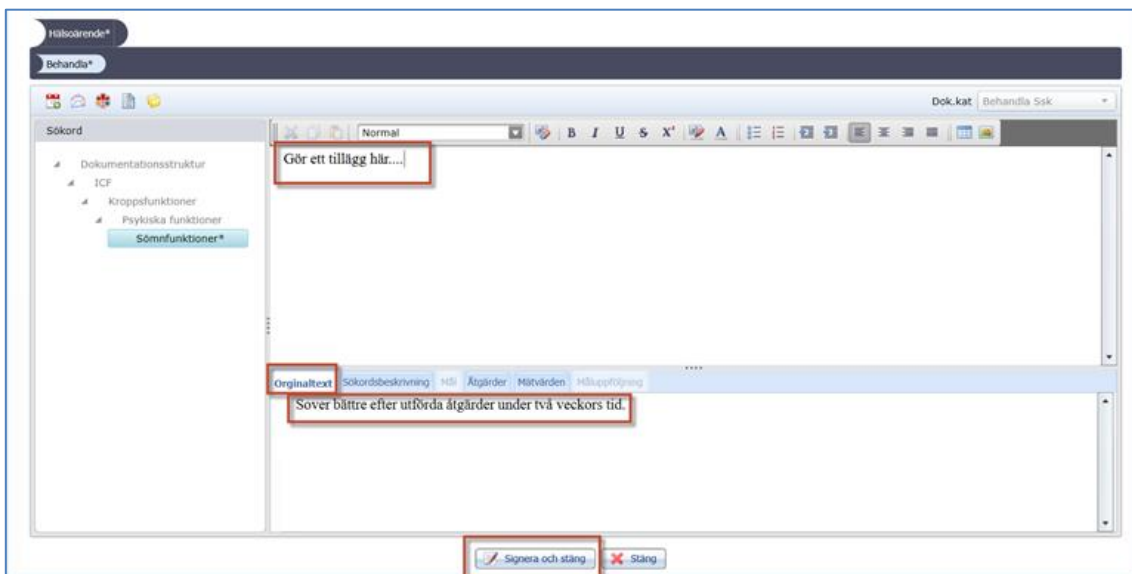 Hälsoärende*
Behandla*
Dok.kat Behandla Ssk
Sökord
Normal
B I U S X A
Dokumentationsstruktur
ICF
Kroppsfunktioner
Psykiska funktioner
Sömnfunktioner*
Gör ett tillägg här....
Orginaltext Sökordsbeskrivning Mål Åtgärder Mätvärden Måluppföljning
Sover bättre efter utförda åtgärder under två veckors tid.
Signera och stäng Stäng